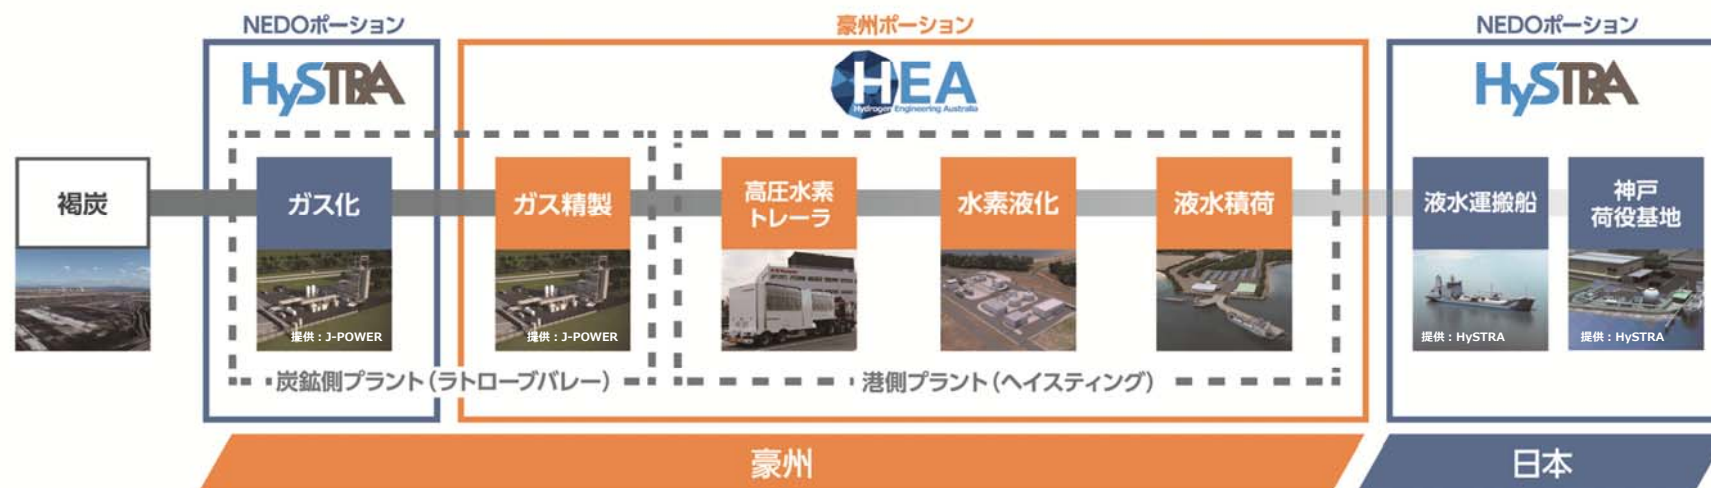 NEDOポーション
豪州ポーション
NEDOポーション
HySTRA
HEA
Hydrogen Engineering Australia
HySTRA
褐炭
ガス化
ガス精製
高圧水素
トレーラ
水素液化
液水積荷
液水運搬船
神戸
荷役基地
提供：J-POWER
提供：J-POWER
提供：HySTRA
提供：HySTRA
炭鉱側プラント（ラトローブバレー）
港側プラント（ヘイスティング）
豪州
日本